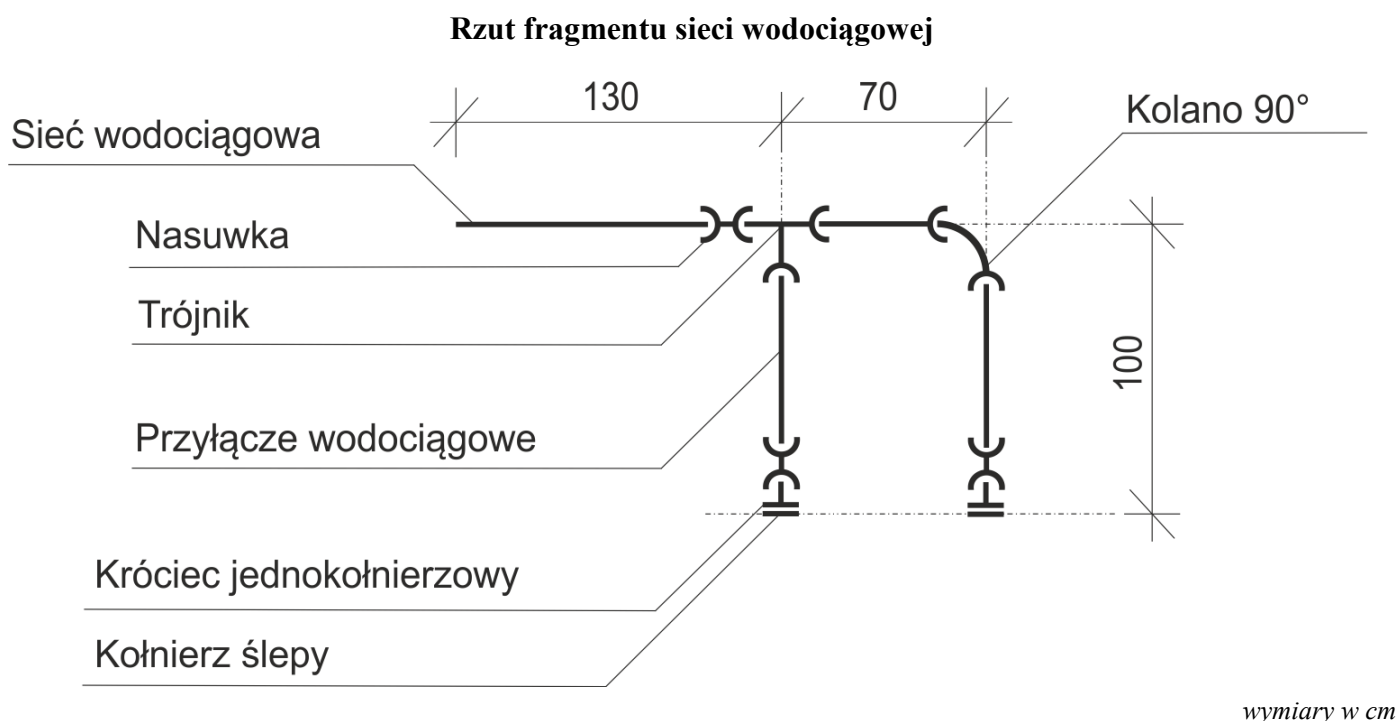 Rzut fragmentu sieci wodociągowej
130
70
Kolano 90°
Sieć wodociągowa
Nasuwka
Trójnik
100
Przyłącze wodociągowe
Króciec jednokołnierzowy
Kołnierz ślepy
wymiary w cm